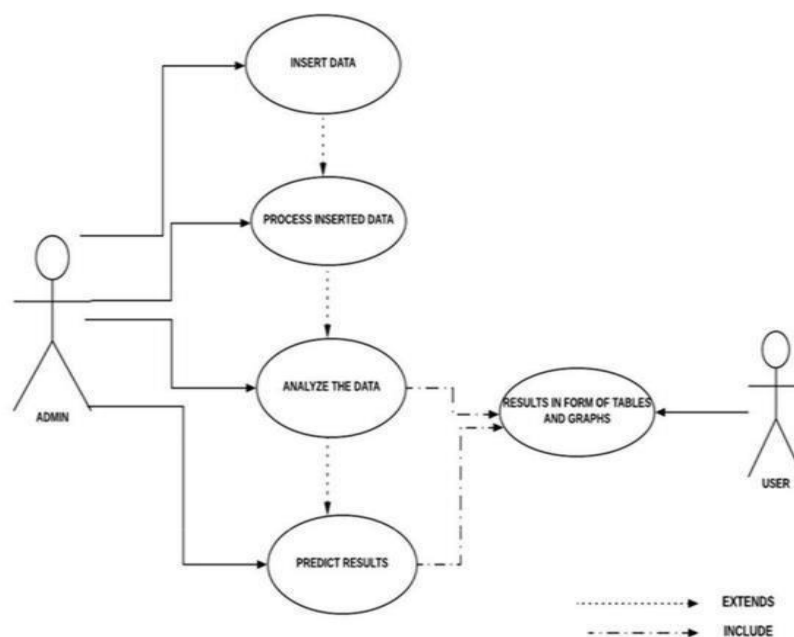 INSERT DATA
PROCESS INSERTED DATA
ANALYZE THE DATA
RESULTS IN FORM OF TABLES
AND GRAPHS
ADMIN
USER
PREDICT RESULTS
EXTENDS
INCLUDE